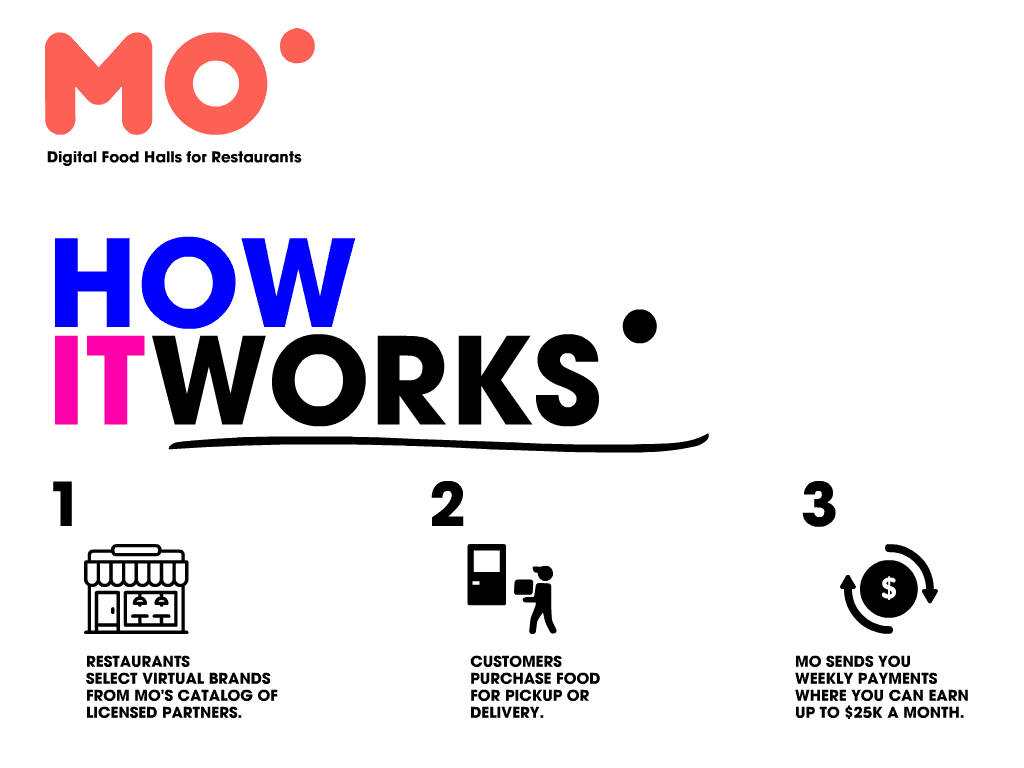 MO
Digital Food Halls for Restaurants
HOW
IT WORKS
1
2
3
$
RESTAURANTS
SELECT VIRTUAL BRANDS
FROM MO'S CATALOG OF
LICENSED PARTNERS.
CUSTOMERS
PURCHASE FOOD
FOR PICKUP OR
DELIVERY.
MO SENDS YOU
WEEKLY PAYMENTS
WHERE YOU CAN EARN
UP TO $25K A MONTH.